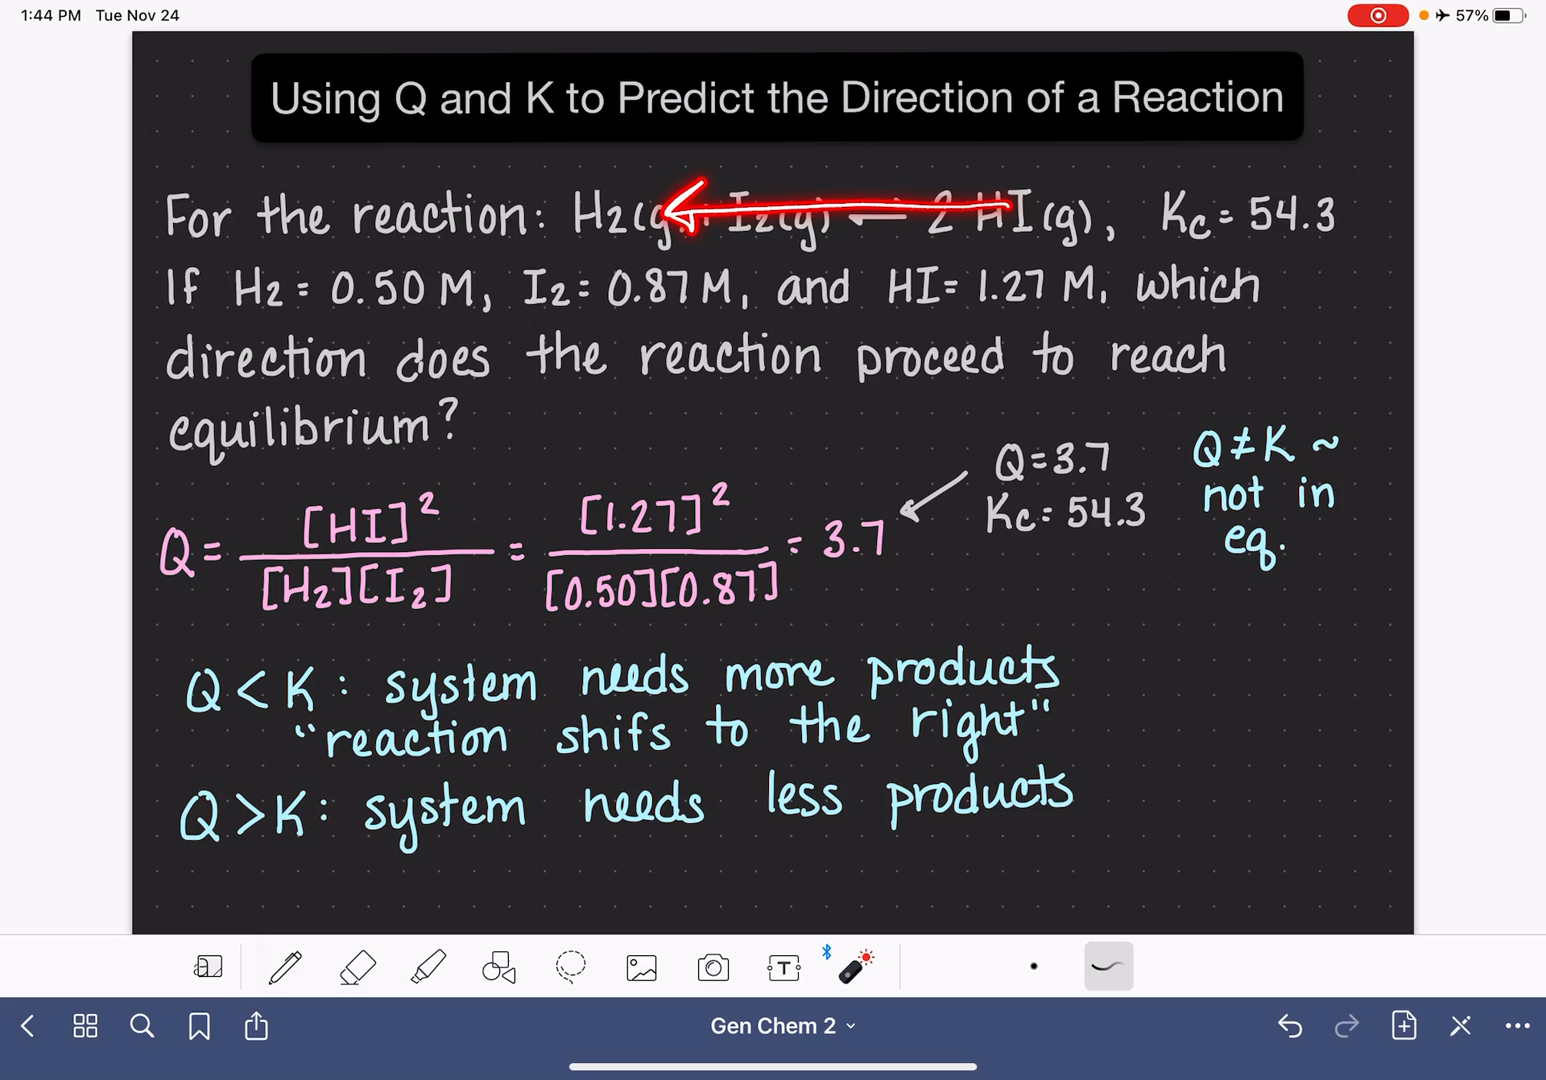 1:44 PM Tue Nov 24
57%
Using Q and K to Predict the Direction of a Reaction
For the reaction: H₂(g) + I₂(g) ⇌ 2 HI(g), Kc = 54.3
If H₂ = 0.50 M, I₂ = 0.87 M, and HI = 1.27 M, which
direction does the reaction proceed to reach
equilibrium?
Q = [HI]² / [H₂][I₂] = [1.27]² / [0.50][0.87] = 3.7
Q = 3.7
Kc = 54.3
Q ≠ K ~
not in
eq.
Q < K : system needs more products
"reaction shifs to the right"
Q > K : system needs less products
T
Gen Chem 2